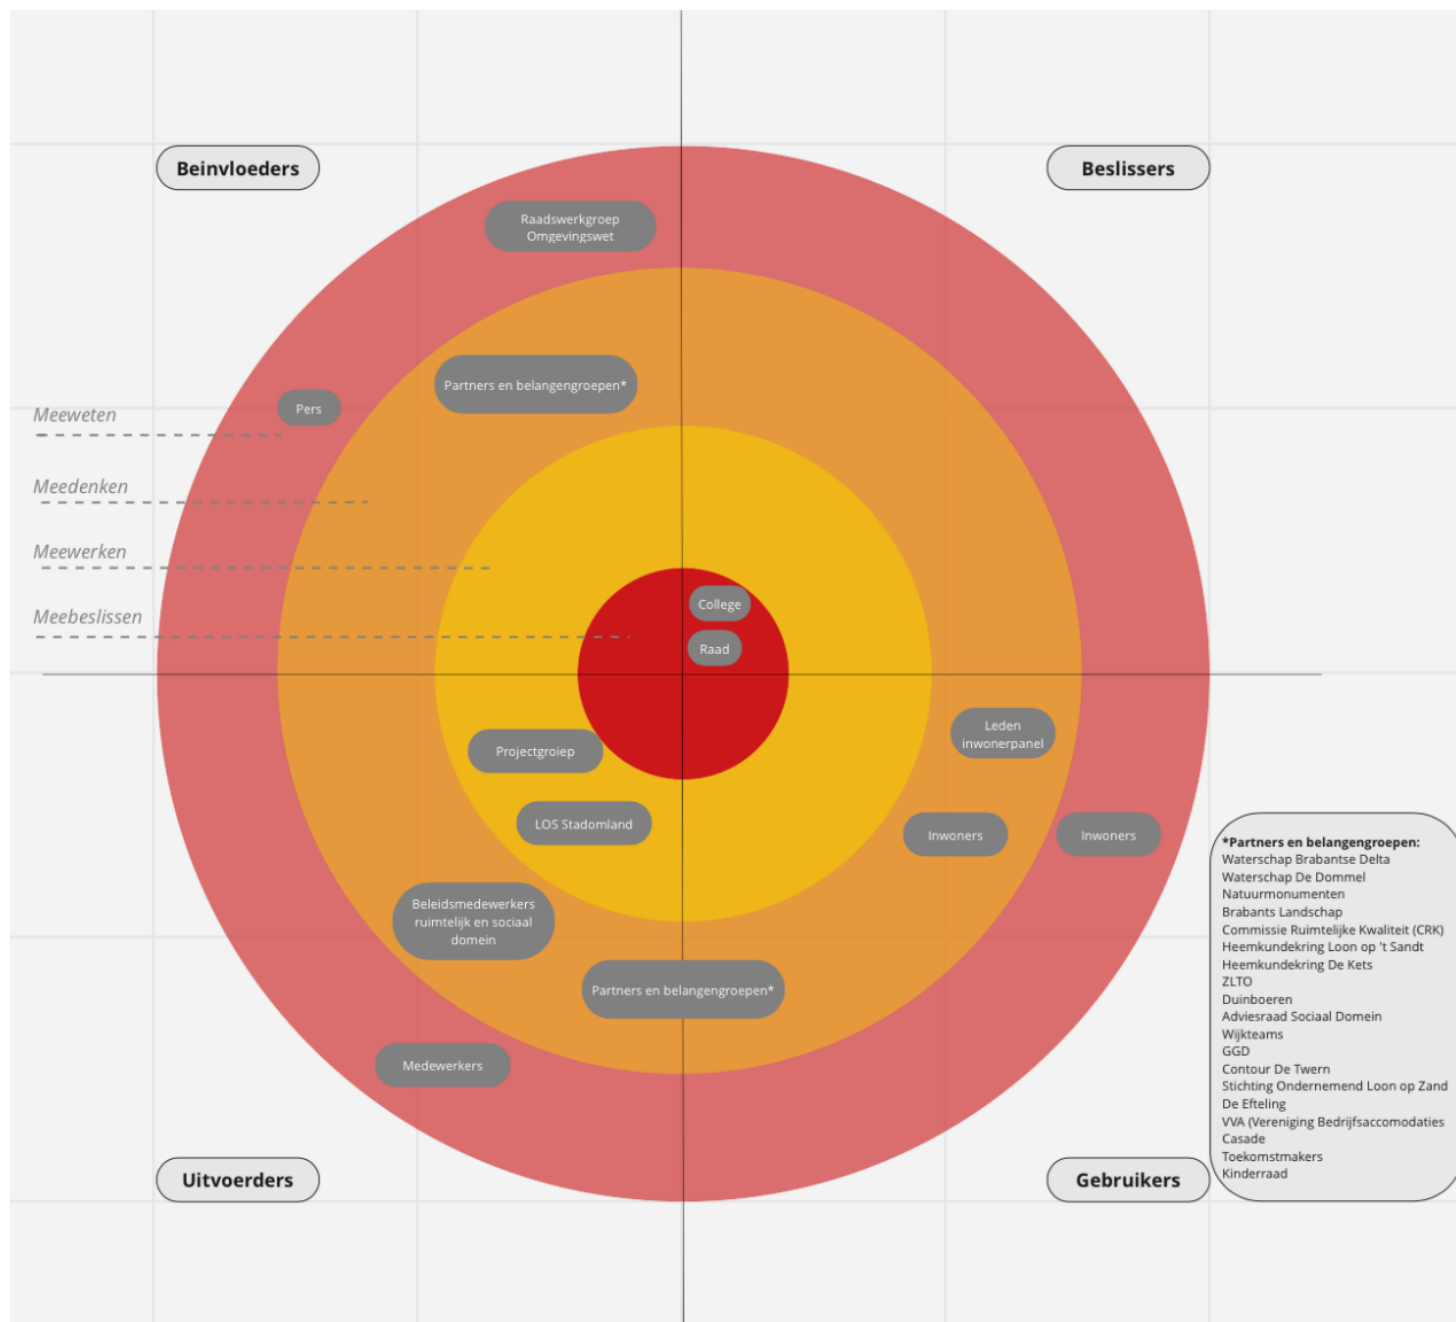 Beinvloeders
Beslissers
Raadswerkgroep
Omgevingswet
Partners en belangengroepen*
Pers
Meeweten
Meedenken
Meewerken
Meebeslissen
College
Raad
Projectgroiep
LOS Stadomland
Leden
inwonerpanel
Inwoners
Inwoners
Beleidsmedewerkers
ruimtelijk en sociaal
domein
Partners en belangengroepen*
Medewerkers
Uitvoerders
Gebruikers
*Partners en belangengroepen:
Waterschap Brabantse Delta
Waterschap De Dommel
Natuurmonumenten
Brabants Landschap
Commissie Ruimtelijke Kwaliteit (CRK)
Heemkundekring Loon op 't Sandt
Heemkundekring De Kets
ZLTO
Duinboeren
Adviesraad Sociaal Domein
Wijkteams
GGD
Contour De Twern
Stichting Ondernemend Loon op Zand
De Efteling
VVA (Vereniging Bedrijfsaccomodaties
Casade
Toekomstmakers
Kinderraad